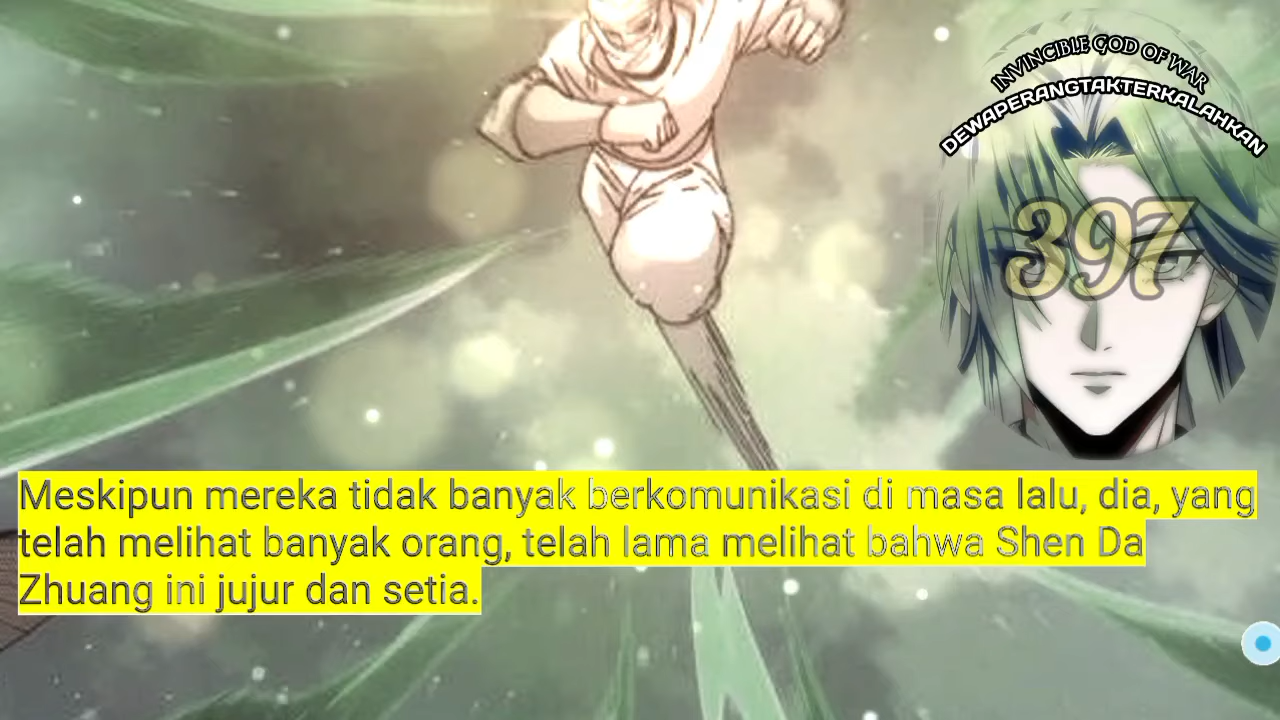 INVINCIBLE GOD OF WAR
DEWAPERANGTAKTERKALAHKAN
397
Meskipun mereka tidak banyak berkomunikasi di masa lalu, dia, yang
telah melihat banyak orang, telah lama melihat bahwa Shen Da
Zhuang ini jujur dan setia.